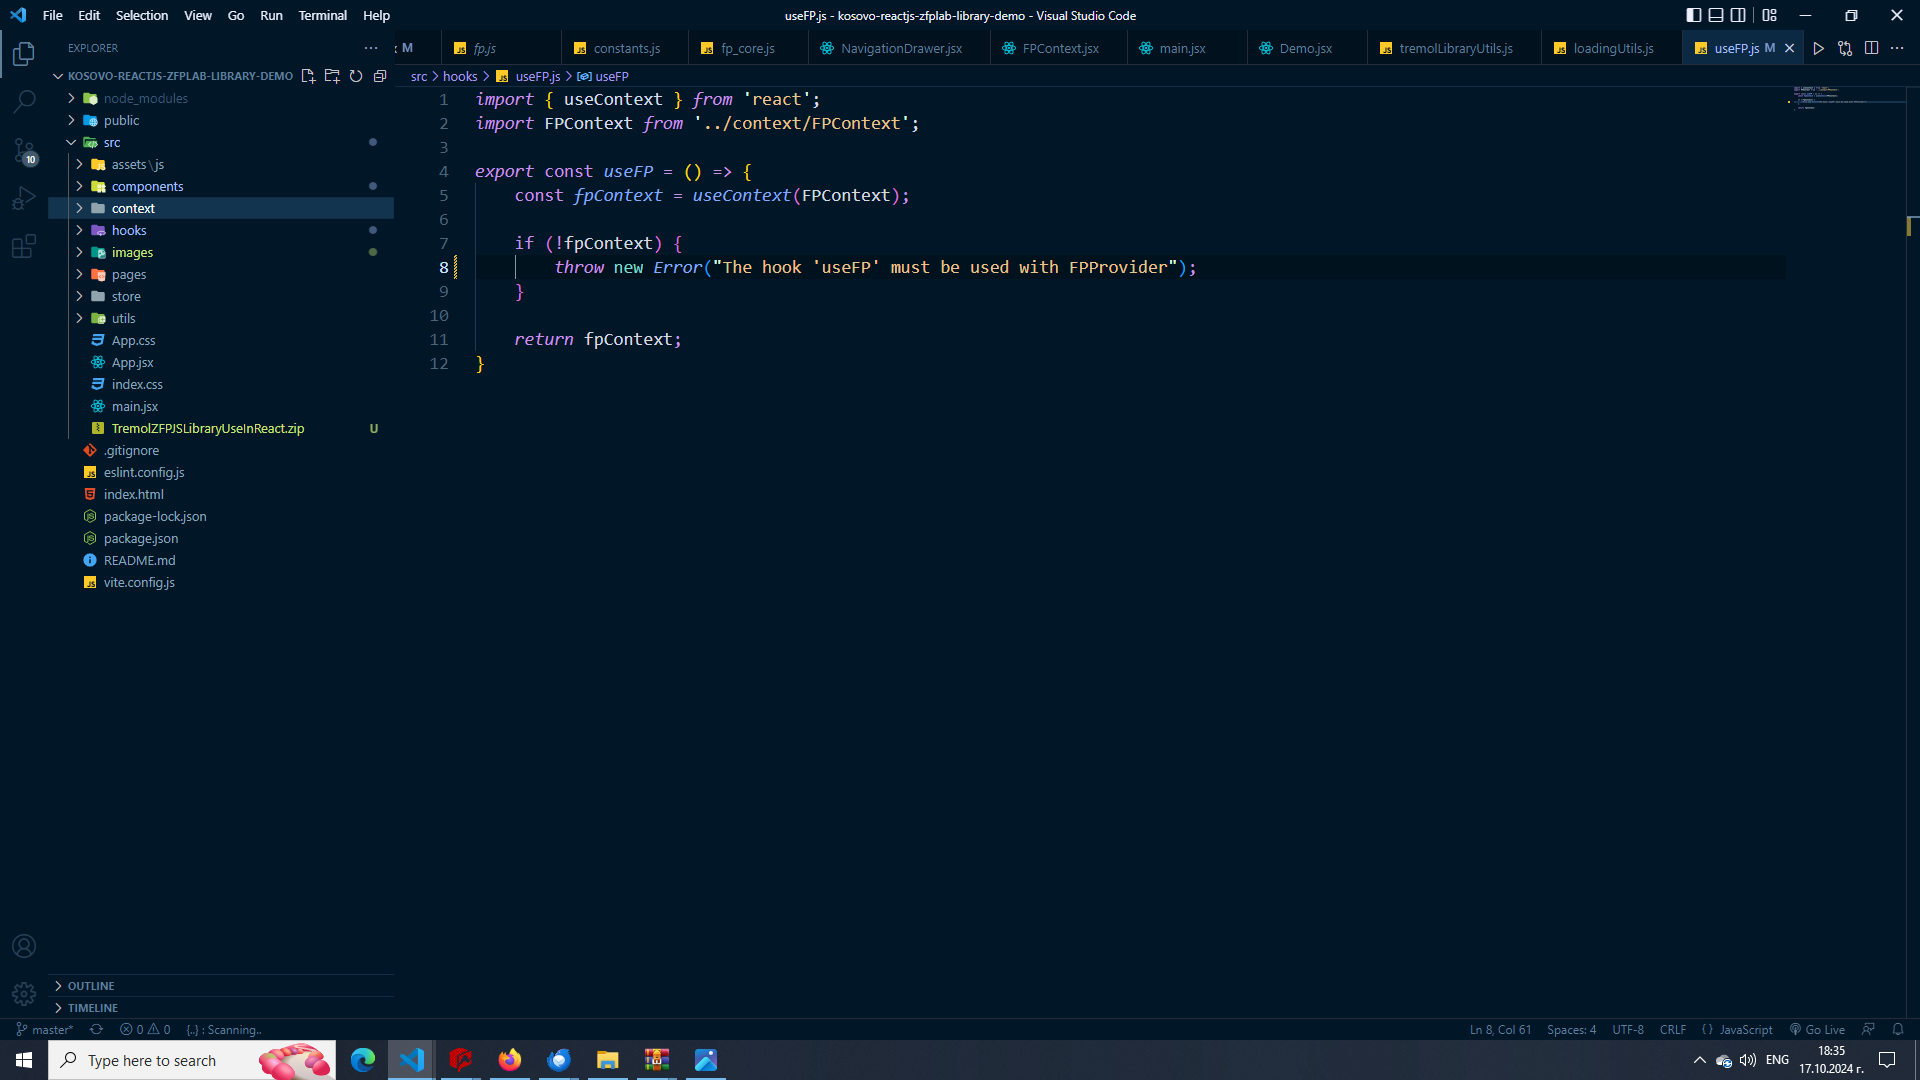 File Edit Selection View Go Run Terminal Help
useFP.js - kosovo-reactjs-zfplab-library-demo - Visual Studio Code
EXPLORER
M fp.js constants.js fp_core.js NavigationDrawer.jsx FPContext.jsx main.jsx Demo.jsx tremolLibraryUtils.js loadingUtils.js useFP.js M
KOSOVO-REACTJS-ZFPLAB-LIBRARY-DEMO
node_modules
public
src
assets\js
components
context
hooks
images
pages
store
utils
App.css
App.jsx
index.css
main.jsx
TremolZFPJSLibraryUseInReact.zip U
.gitignore
eslint.config.js
index.html
package-lock.json
package.json
README.md
vite.config.js
10
OUTLINE
TIMELINE
src > hooks > useFP.js > useFP
1 import { useContext } from 'react';
2 import FPContext from '../context/FPContext';
3
4 export const useFP = () => {
5 const fpContext = useContext(FPContext);
6
7 if (!fpContext) {
8 throw new Error("The hook 'useFP' must be used with FPProvider");
9 }
10
11 return fpContext;
12 }
master* 0 0 {..} : Scanning.. Ln 8, Col 61 Spaces: 4 UTF-8 CRLF {} JavaScript Go Live
Type here to search
ENG
18:35
17.10.2024 г.